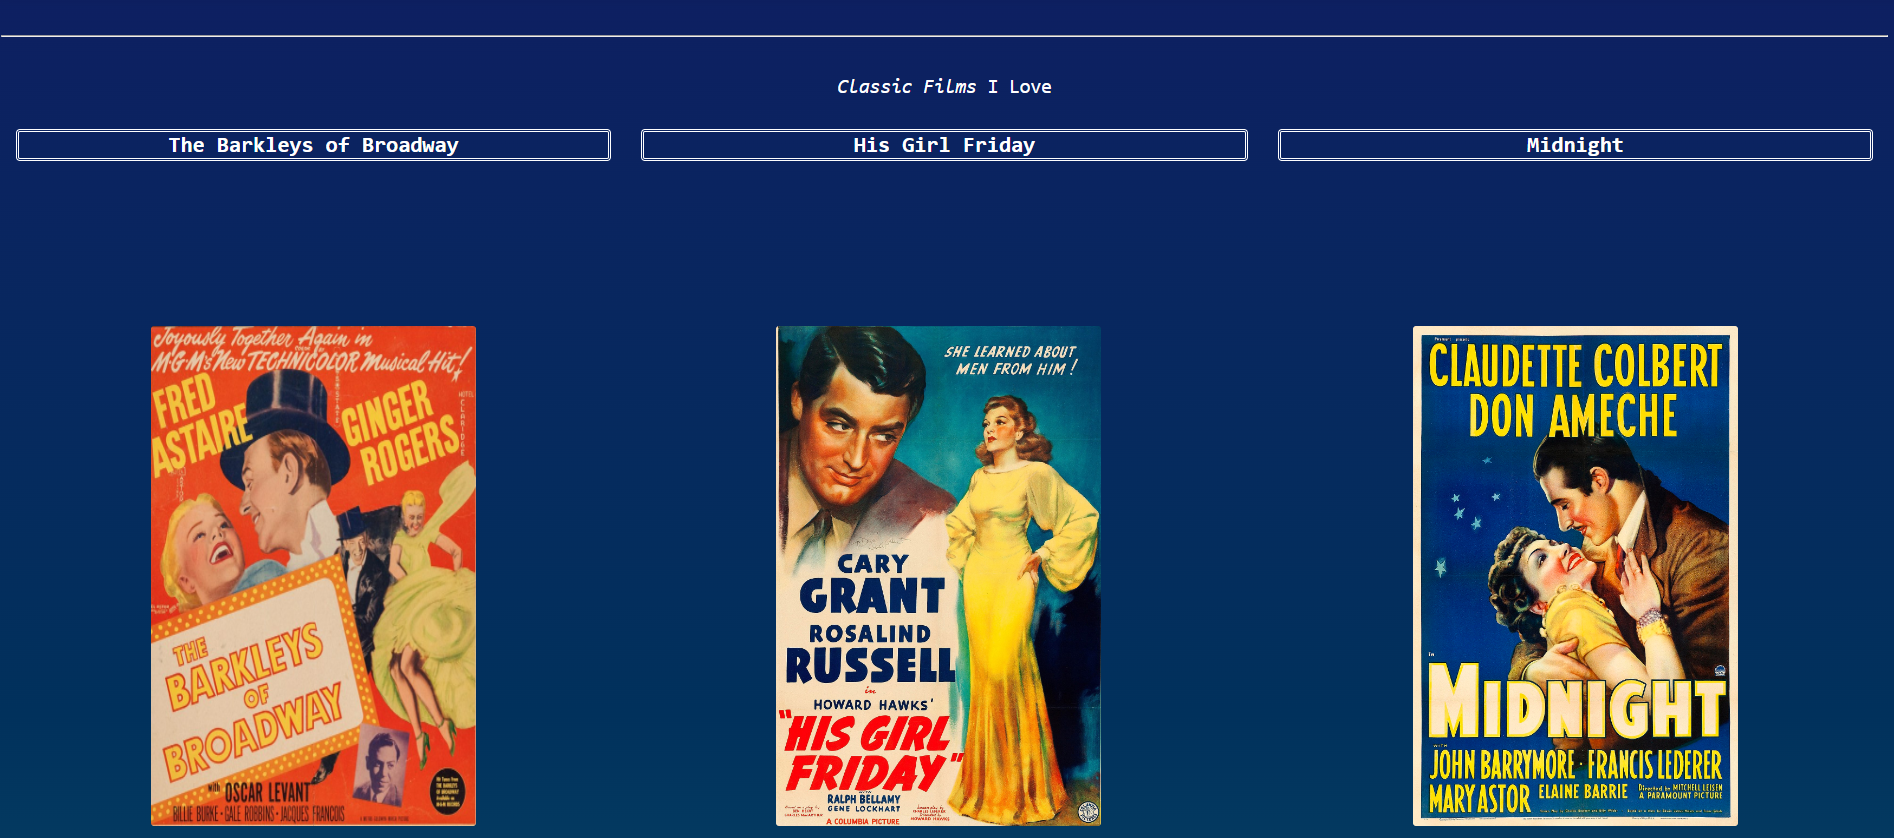 Classic Films I Love
The Barkleys of Broadway
His Girl Friday
Midnight
Joyously Together Again in
M-G-M's New TECHNICOLOR Musical Hit!
FRED
ASTAIRE
GINGER
ROGERS
THE
BARKLEYS
OF
BROADWAY
with OSCAR LEVANT
BILLIE BURKE • GALE ROBBINS • JACQUES FRANCOIS
SHE LEARNED ABOUT
MEN FROM HIM!
CARY
GRANT
ROSALIND
RUSSELL
in
HOWARD HAWKS'
"HIS GIRL
FRIDAY"
WITH
RALPH BELLAMY
GENE LOCKHART
A COLUMBIA PICTURE
CLAUDETTE COLBERT
DON AMECHE
in
MIDNIGHT
WITH
JOHN BARRYMORE • FRANCIS LEDERER
MARY ASTOR ELAINE BARRIE
Directed by MITCHELL LEISEN
A PARAMOUNT PICTURE